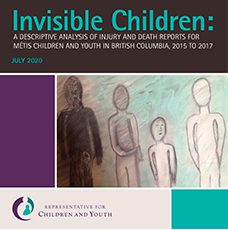 Invisible Children:
A DESCRIPTIVE ANALYSIS OF INJURY AND DEATH REPORTS FOR
MÉTIS CHILDREN AND YOUTH IN BRITISH COLUMBIA, 2015 TO 2017
JULY 2020
REPRESENTATIVE FOR
CHILDREN AND YOUTH